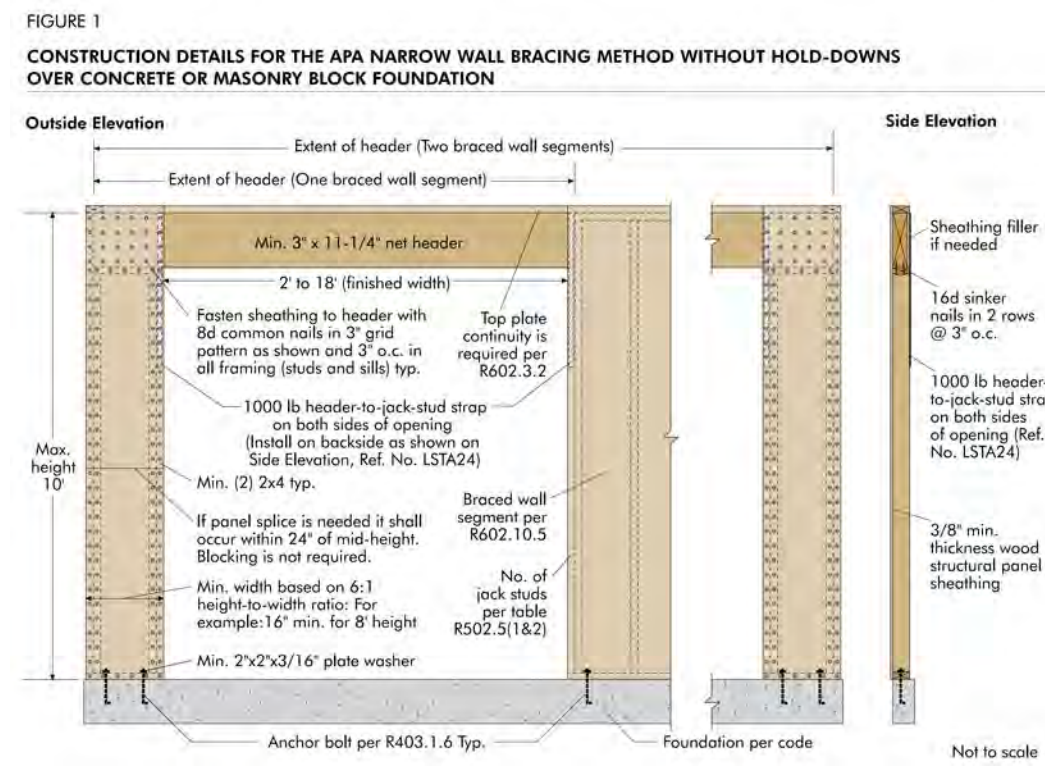 FIGURE 1
CONSTRUCTION DETAILS FOR THE APA NARROW WALL BRACING METHOD WITHOUT HOLD-DOWNS
OVER CONCRETE OR MASONRY BLOCK FOUNDATION
Outside Elevation
Side Elevation
Extent of header (Two braced wall segments)
Extent of header (One braced wall segment)
Min. 3" x 11-1/4" net header
2' to 18' (finished width)
Fasten sheathing to header with
8d common nails in 3" grid
pattern as shown and 3" o.c. in
all framing (studs and sills) typ.
Top plate
continuity is
required per
R602.3.2
1000 lb header-to-jack-stud strap
on both sides of opening
(Install on backside as shown on
Side Elevation, Ref. No. LSTA24)
Max.
height
10'
Min. (2) 2x4 typ.
If panel splice is needed it shall
occur within 24" of mid-height.
Blocking is not required.
Braced wall
segment per
R602.10.5
Min. width based on 6:1
height-to-width ratio: For
example:16" min. for 8' height
No. of
jack studs
per table
R502.5(1&2)
Min. 2"x2"x3/16" plate washer
Anchor bolt per R403.1.6 Typ.
Foundation per code
Sheathing filler
if needed
16d sinker
nails in 2 rows
@ 3" o.c.
1000 lb header-
to-jack-stud stra
on both sides
of opening (Ref.
No. LSTA24)
3/8" min.
thickness wood
structural panel
sheathing
Not to scale